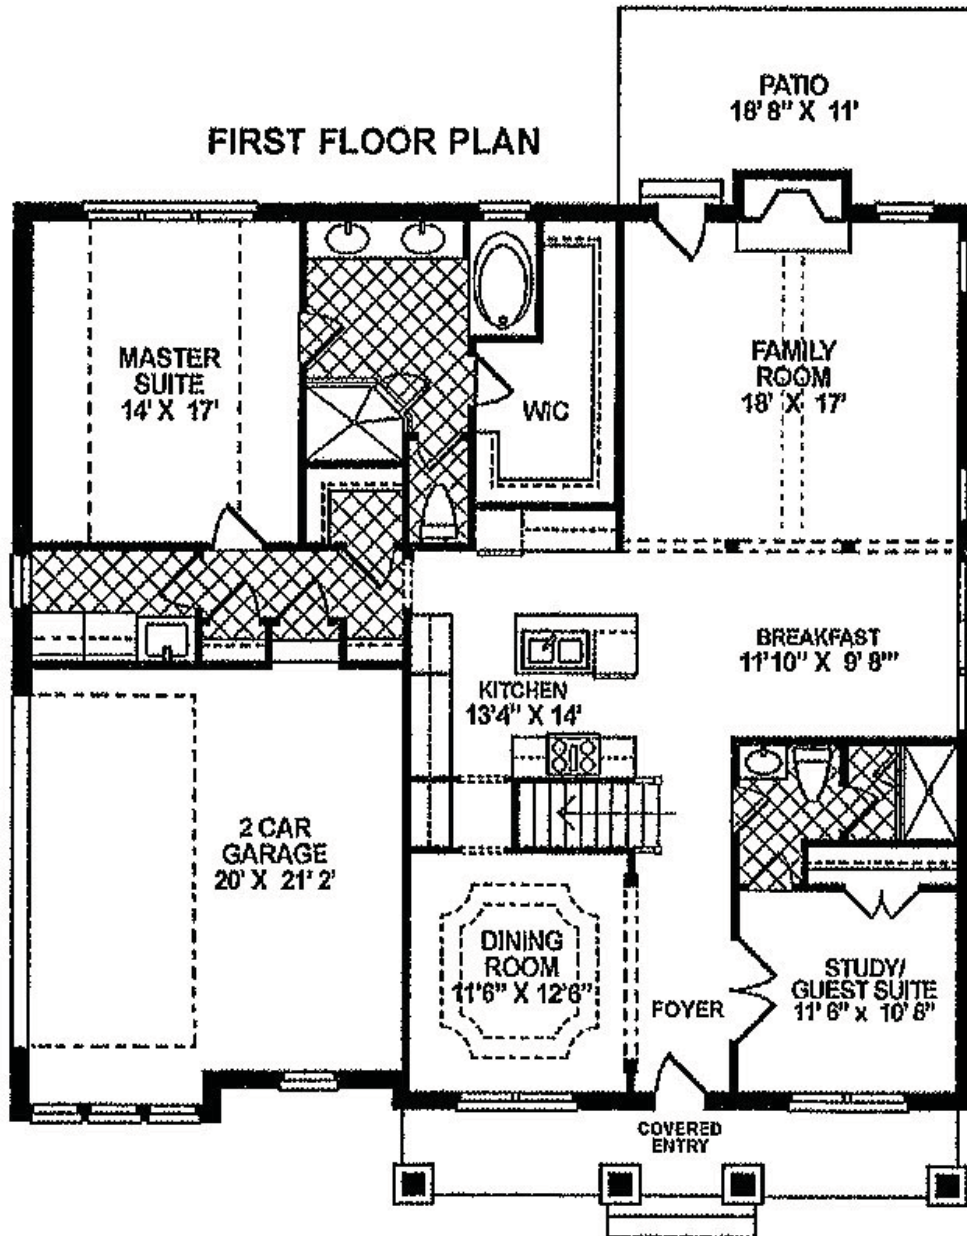 FIRST FLOOR PLAN
PATIO
18' 8" X 11'
MASTER
SUITE
14' X 17'
WIC
FAMILY
ROOM
18' X 17'
BREAKFAST
11'10" X 9' 8"'
KITCHEN
13'4" X 14'
2 CAR
GARAGE
20' X 21' 2'
DINING
ROOM
11'6" X 12'6"
FOYER
STUDY/
GUEST SUITE
11' 6" x 10' 8"
COVERED
ENTRY